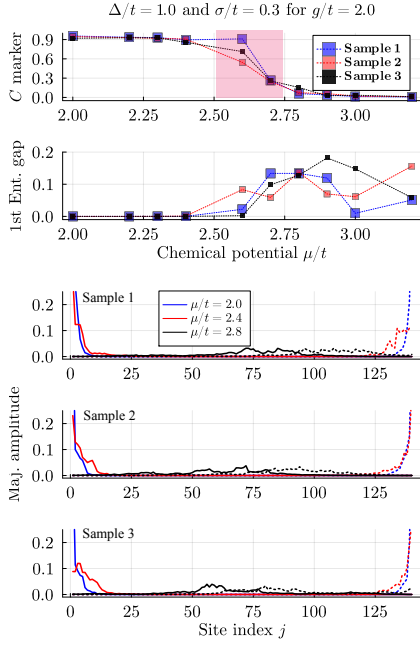 Δ/t = 1.0 and σ/t = 0.3 for g/t = 2.0
C marker
0.9
0.6
0.3
0.0
Sample 1
Sample 2
Sample 3
2.00 2.25 2.50 2.75 3.00
1st Ent. gap
0.2
0.1
0.0
2.00 2.25 2.50 2.75 3.00
Chemical potential μ/t
Maj. amplitude
Sample 1
μ/t = 2.0
μ/t = 2.4
μ/t = 2.8
0.2
0.1
0.0
0 25 50 75 100 125
Sample 2
0.2
0.1
0.0
0 25 50 75 100 125
Sample 3
0.2
0.1
0.0
0 25 50 75 100 125
Site index j